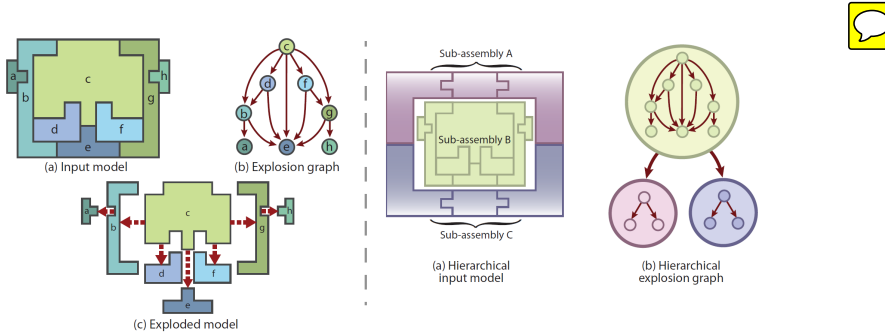 a
b
c
d
e
f
g
h
(a) Input model
c
d
f
b
g
a
e
h
(b) Explosion graph
a
b
c
d
e
f
g
h
(c) Exploded model
Sub-assembly A
Sub-assembly B
Sub-assembly C
(a) Hierarchical
input model
(b) Hierarchical
explosion graph